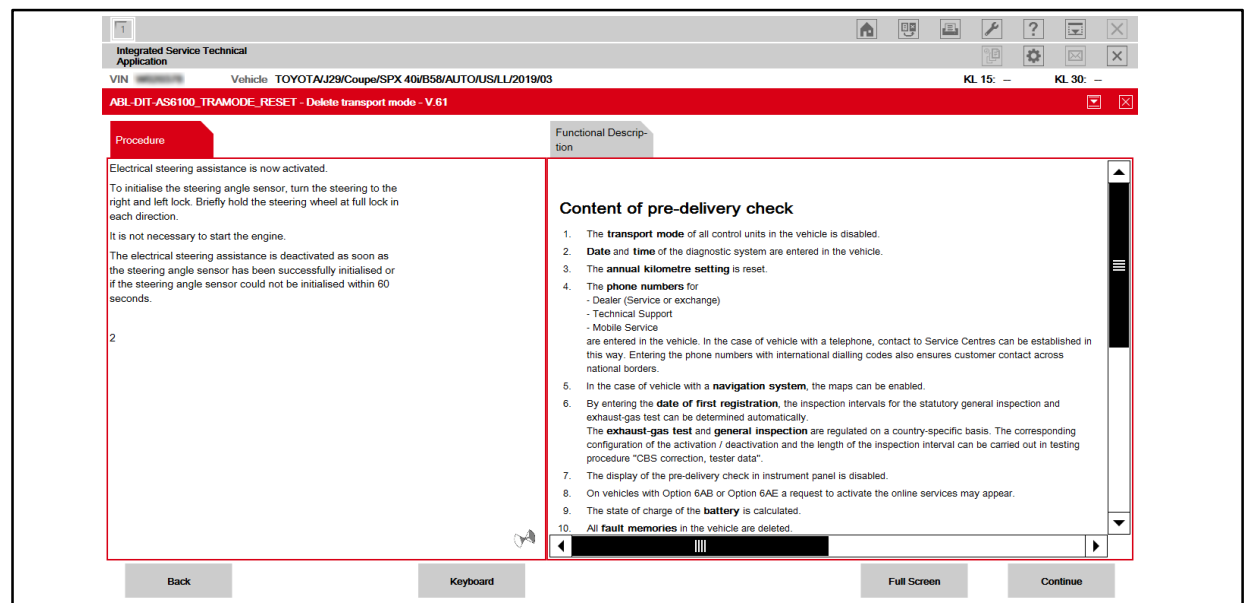 1
?
Integrated Service Technical
Application
VIN
Vehicle TOYOTA/J29/Coupe/SPX 40i/B58/AUTO/US/LL/2019/03
KL 15: –
KL 30: –
ABL-DIT-AS6100_TRAMODE_RESET - Delete transport mode - V.61
Procedure
Functional Descrip-
tion
Electrical steering assistance is now activated.
To initialise the steering angle sensor, turn the steering to the
right and left lock. Briefly hold the steering wheel at full lock in
each direction.
It is not necessary to start the engine.
The electrical steering assistance is deactivated as soon as
the steering angle sensor has been successfully initialised or
if the steering angle sensor could not be initialised within 60
seconds.
2
Content of pre-delivery check
1. The transport mode of all control units in the vehicle is disabled.
2. Date and time of the diagnostic system are entered in the vehicle.
3. The annual kilometre setting is reset.
4. The phone numbers for
- Dealer (Service or exchange)
- Technical Support
- Mobile Service
are entered in the vehicle. In the case of vehicle with a telephone, contact to Service Centres can be established in
this way. Entering the phone numbers with international dialling codes also ensures customer contact across
national borders.
5. In the case of vehicle with a navigation system, the maps can be enabled.
6. By entering the date of first registration, the inspection intervals for the statutory general inspection and
exhaust-gas test can be determined automatically.
The exhaust-gas test and general inspection are regulated on a country-specific basis. The corresponding
configuration of the activation / deactivation and the length of the inspection interval can be carried out in testing
procedure "CBS correction, tester data".
7. The display of the pre-delivery check in instrument panel is disabled.
8. On vehicles with Option 6AB or Option 6AE a request to activate the online services may appear.
9. The state of charge of the battery is calculated.
10. All fault memories in the vehicle are deleted.
Back
Keyboard
Full Screen
Continue